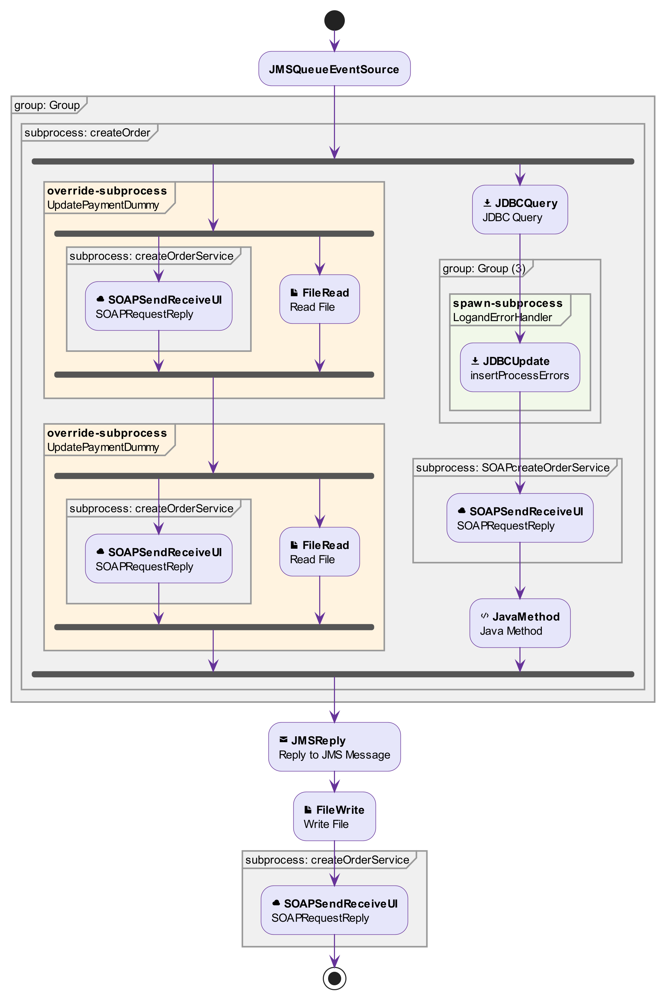 JMSQueueEventSource
group: Group
subprocess: createOrder
override-subprocess
UpdatePaymentDummy
subprocess: createOrderService
SOAPSendReceiveUI
SOAPRequestReply
FileRead
Read File
override-subprocess
UpdatePaymentDummy
subprocess: createOrderService
SOAPSendReceiveUI
SOAPRequestReply
FileRead
Read File
JDBCQuery
JDBC Query
group: Group (3)
spawn-subprocess
LogandErrorHandler
JDBCUpdate
insertProcessErrors
subprocess: SOAPcreateOrderService
SOAPSendReceiveUI
SOAPRequestReply
JavaMethod
Java Method
JMSReply
Reply to JMS Message
FileWrite
Write File
subprocess: createOrderService
SOAPSendReceiveUI
SOAPRequestReply